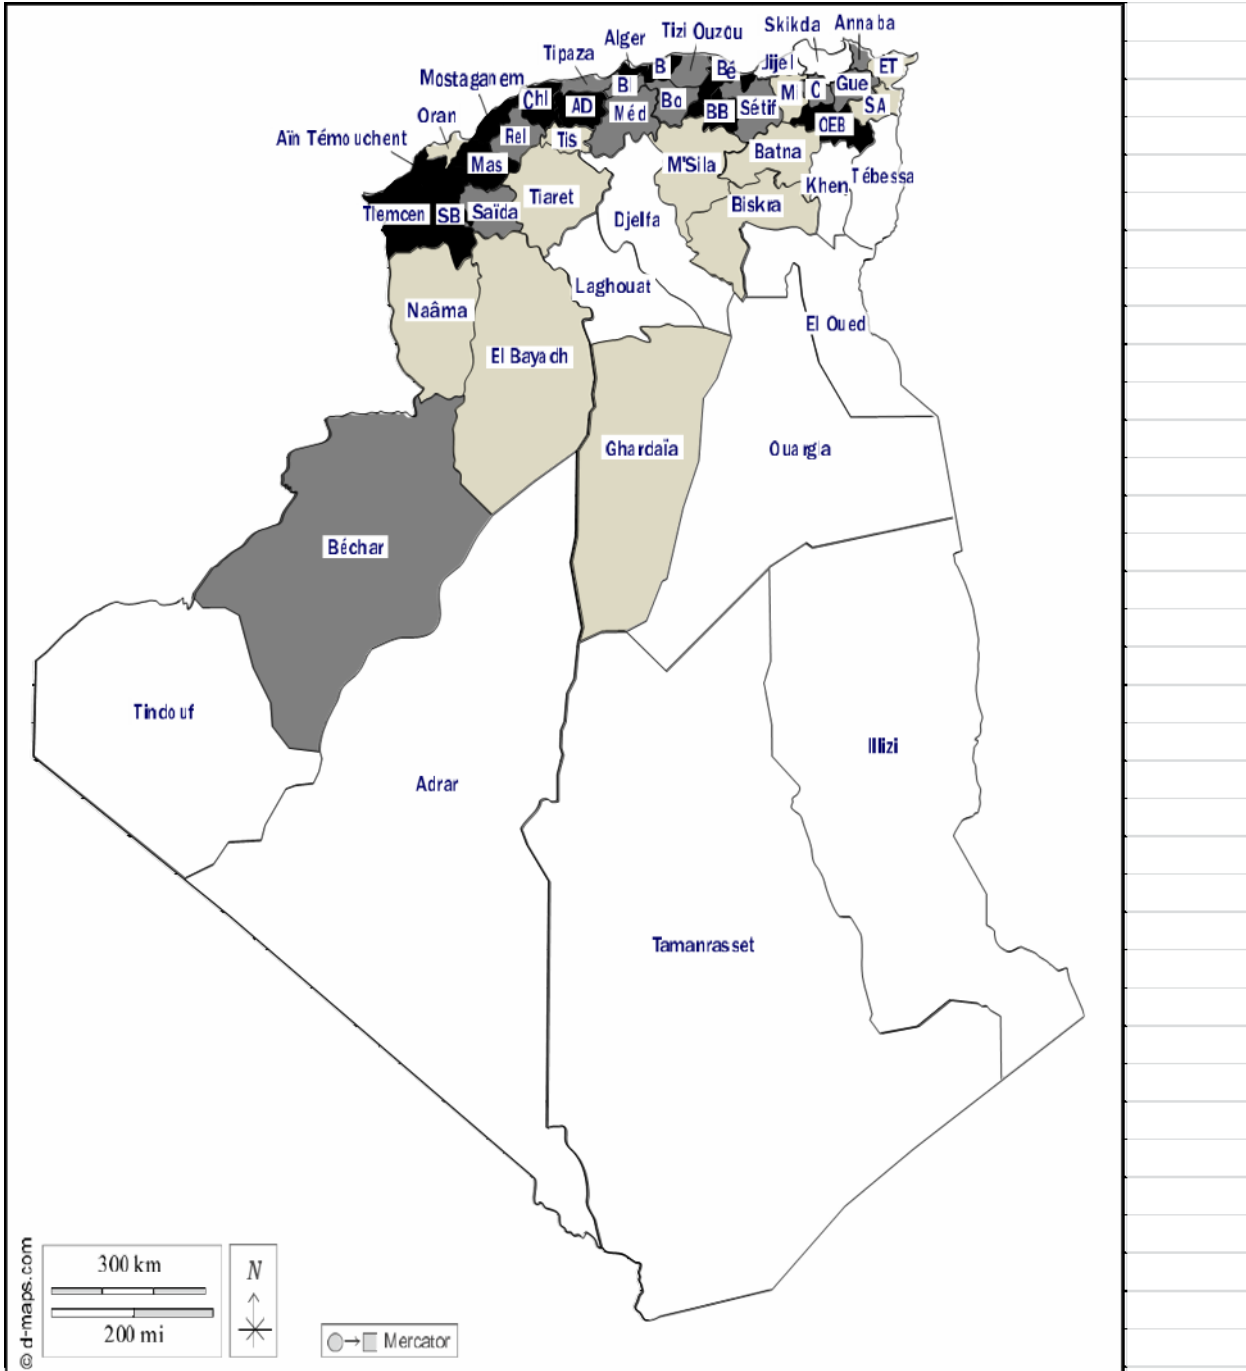 Skikda
Annaba
Tizi Ouzou
Alger
Tipaza
Jijel
ET
B
Bé
Mostaganem
Bl
Mi
C
Gue
Chl
AD
Méd
Bo
BB
Sétif
SA
Oran
OEB
Rel
Tis
Aïn Témouchent
Batna
Mas
M'Sila
Khen
Tébessa
Tiaret
Biskra
Tlemcen
SB
Saïda
Djelfa
Laghouat
Naâma
El Oued
El Bayadh
Ghardaïa
Ouargla
Béchar
Tindouf
Illizi
Adrar
Tamanrasset
© d-maps.com
300 km
200 mi
N
Mercator